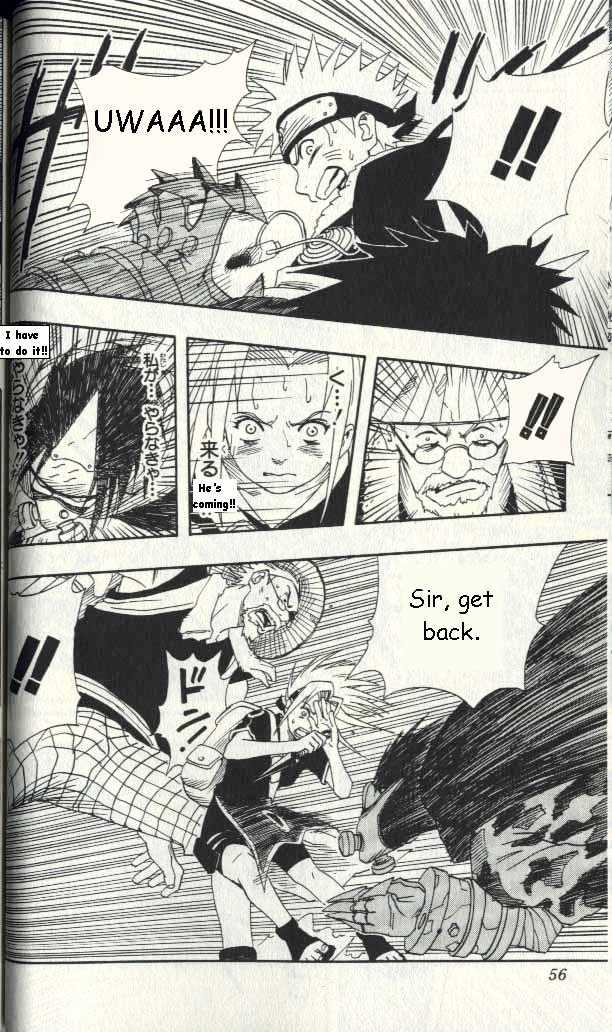 !!
UWAAA!!!
!!
く…！
来る
He's
coming!!
私が…やらなきゃ…
やらなきゃ!!
I have
to do it!!
Sir, get
back.
ドン
!!
56